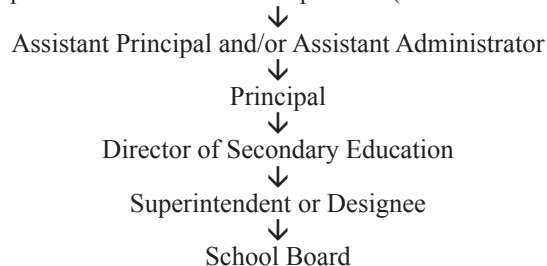 ↓
Assistant Principal and/or Assistant Administrator
↓
Principal
↓
Director of Secondary Education
↓
Superintendent or Designee
↓
School Board